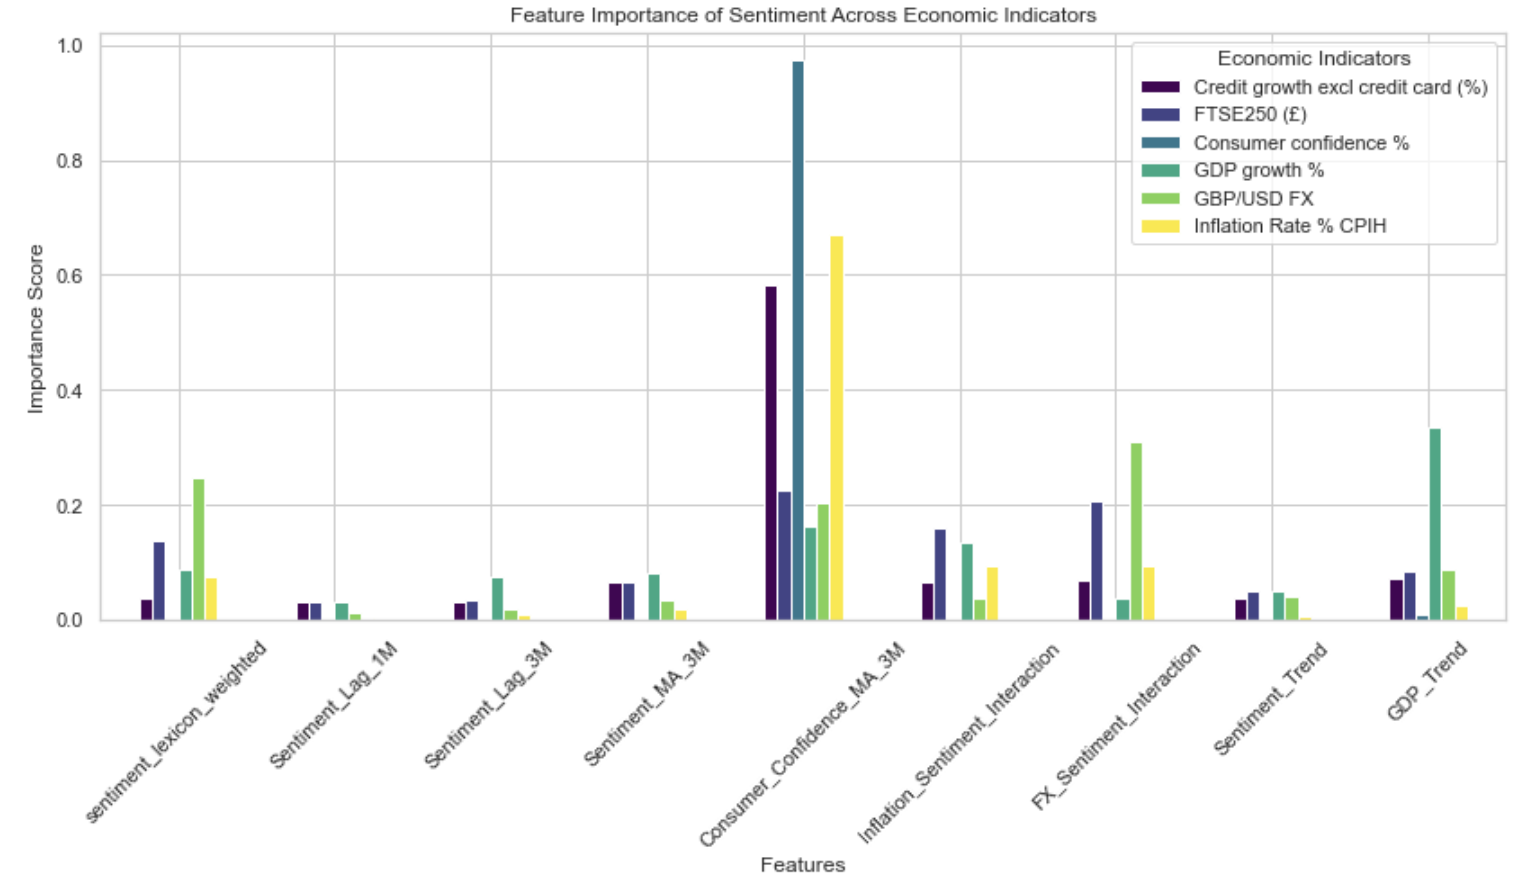 Feature Importance of Sentiment Across Economic Indicators
1.0
0.8
0.6
0.4
0.2
0.0
Importance Score
Economic Indicators
Credit growth excl credit card (%)
FTSE250 (£)
Consumer confidence %
GDP growth %
GBP/USD FX
Inflation Rate % CPIH
sentiment_lexicon_weighted
Sentiment_Lag_1M
Sentiment_Lag_3M
Sentiment_MA_3M
Consumer_Confidence_MA_3M
Inflation_Sentiment_Interaction
FX_Sentiment_Interaction
Sentiment_Trend
GDP_Trend
Features